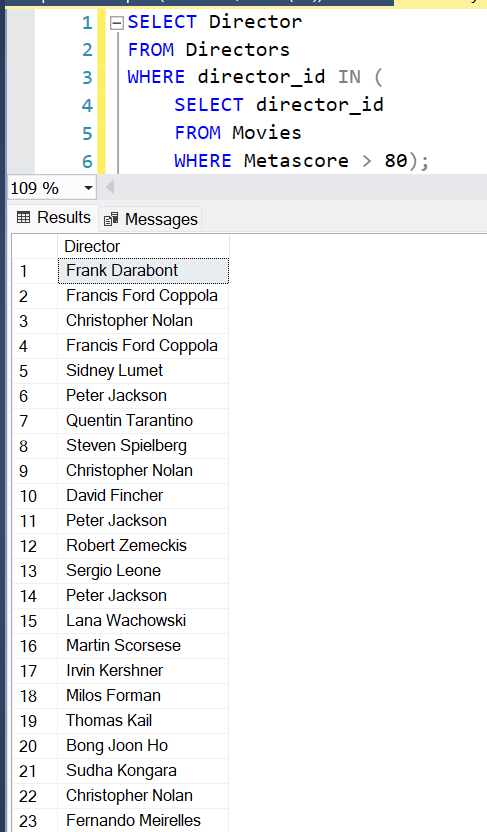 1 SELECT Director
2 FROM Directors
3 WHERE director_id IN (
4 SELECT director_id
5 FROM Movies
6 WHERE Metascore > 80);
109 %
Results Messages
Director
1 Frank Darabont
2 Francis Ford Coppola
3 Christopher Nolan
4 Francis Ford Coppola
5 Sidney Lumet
6 Peter Jackson
7 Quentin Tarantino
8 Steven Spielberg
9 Christopher Nolan
10 David Fincher
11 Peter Jackson
12 Robert Zemeckis
13 Sergio Leone
14 Peter Jackson
15 Lana Wachowski
16 Martin Scorsese
17 Irvin Kershner
18 Milos Forman
19 Thomas Kail
20 Bong Joon Ho
21 Sudha Kongara
22 Christopher Nolan
23 Fernando Meirelles